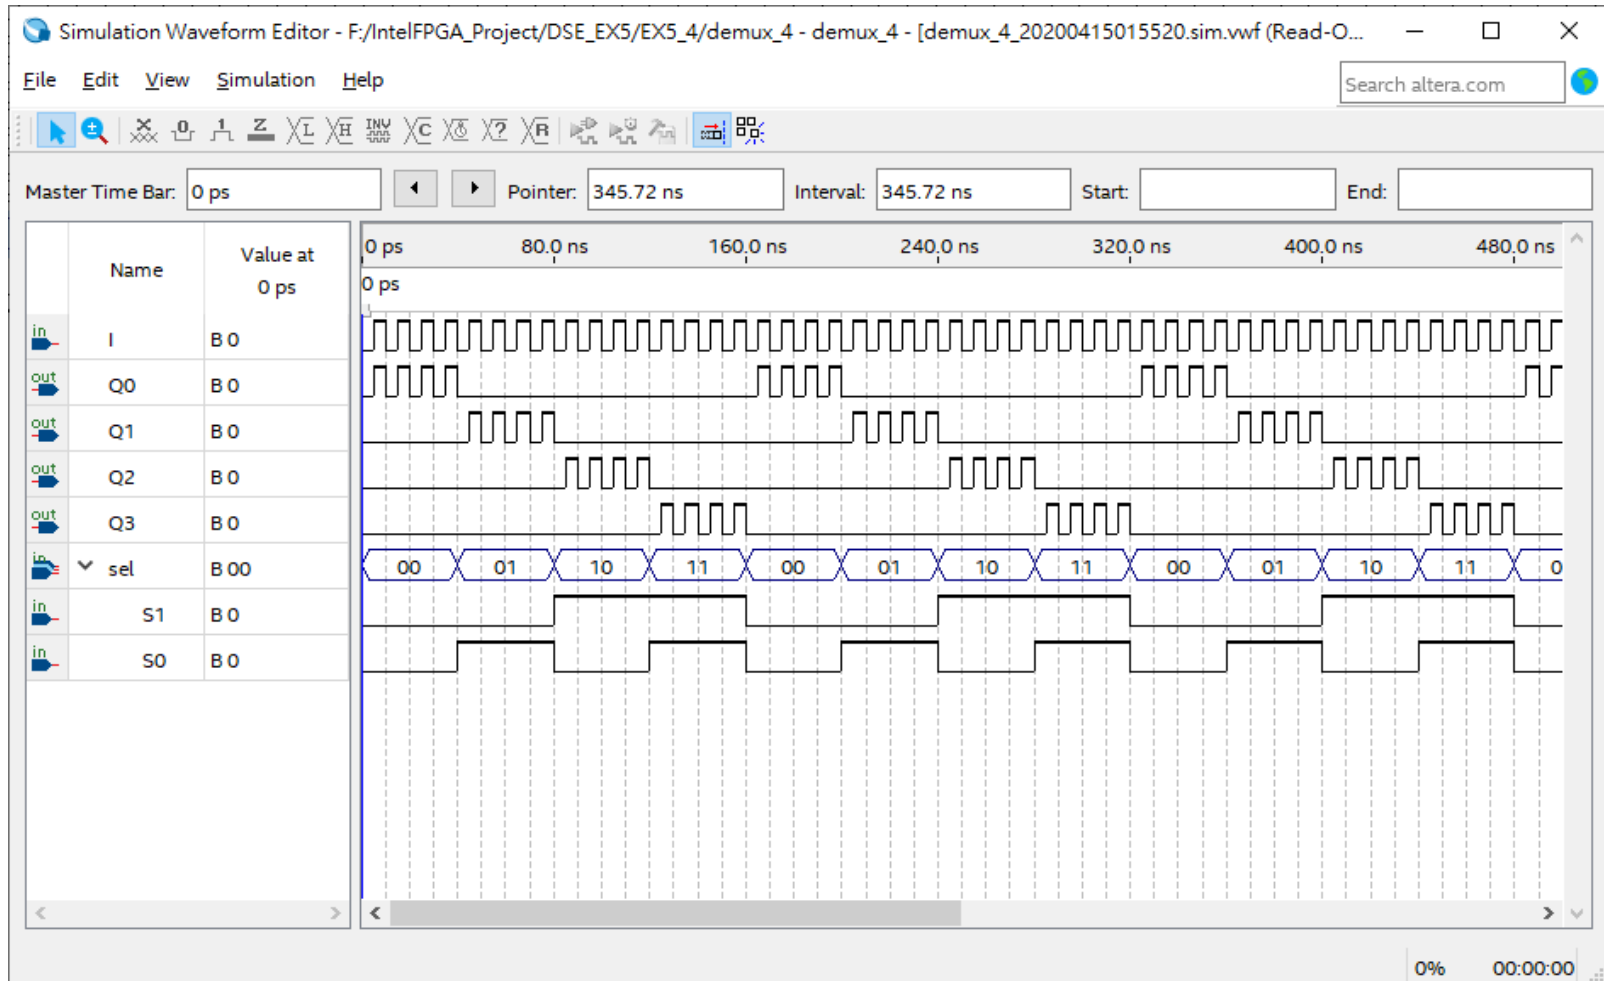 Simulation Waveform Editor - F:/IntelFPGA_Project/DSE_EX5/EX5_4/demux_4 - demux_4 - [demux_4_20200415015520.sim.vwf (Read-O...
File Edit View Simulation Help
Search altera.com
Master Time Bar: 0 ps Pointer: 345.72 ns Interval: 345.72 ns Start: End:
Name
Value at
0 ps
0 ps 80.0 ns 160.0 ns 240.0 ns 320.0 ns 400.0 ns 480.0 ns
0 ps
in I B 0
out Q0 B 0
out Q1 B 0
out Q2 B 0
out Q3 B 0
in sel B 00 00 01 10 11 00 01 10 11 00 01 10 11 0
in S1 B 0
in S0 B 0
0% 00:00:00